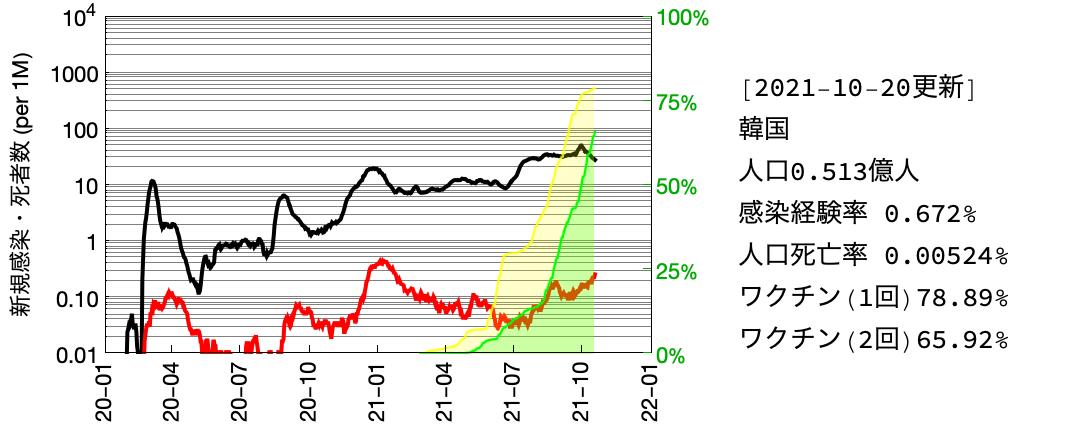 新規感染・死者数 (per 1M)
10^4
1000
100
10
1
0.10
0.01
100%
75%
50%
25%
0%
20-01
20-04
20-07
20-10
21-01
21-04
21-07
21-10
22-01
[2021-10-20更新]
韓国
人口0.513億人
感染経験率 0.672%
人口死亡率 0.00524%
ワクチン(1回)78.89%
ワクチン(2回)65.92%